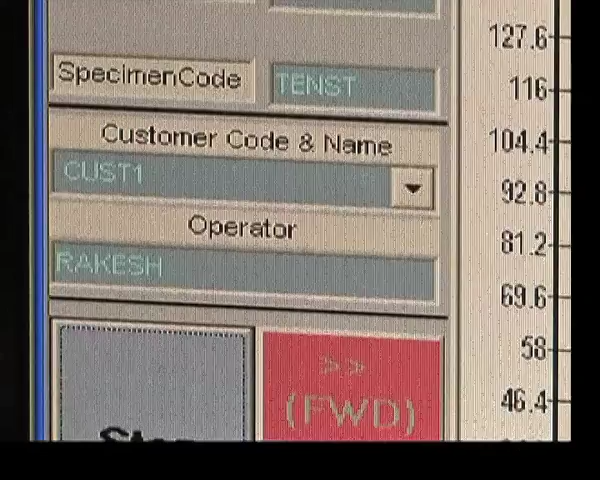 SpecimenCode TENST
Customer Code & Name
CUST1
Operator
RAKESH
>>
(FWD)
127.6
116
104.4
92.8
81.2
69.6
58
46.4